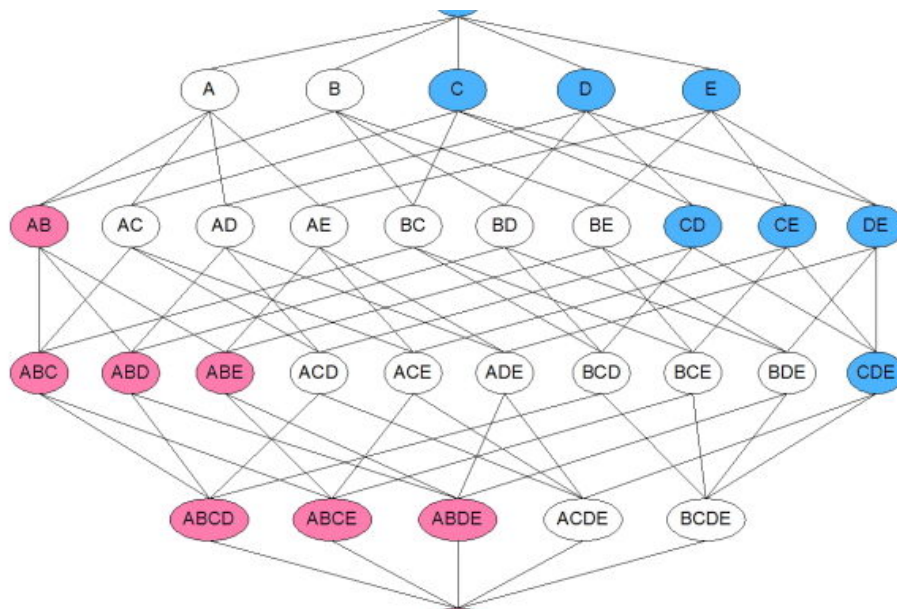 A B C D E
AB AC AD AE BC BD BE CD CE DE
ABC ABD ABE ACD ACE ADE BCD BCE BDE CDE
ABCD ABCE ABDE ACDE BCDE